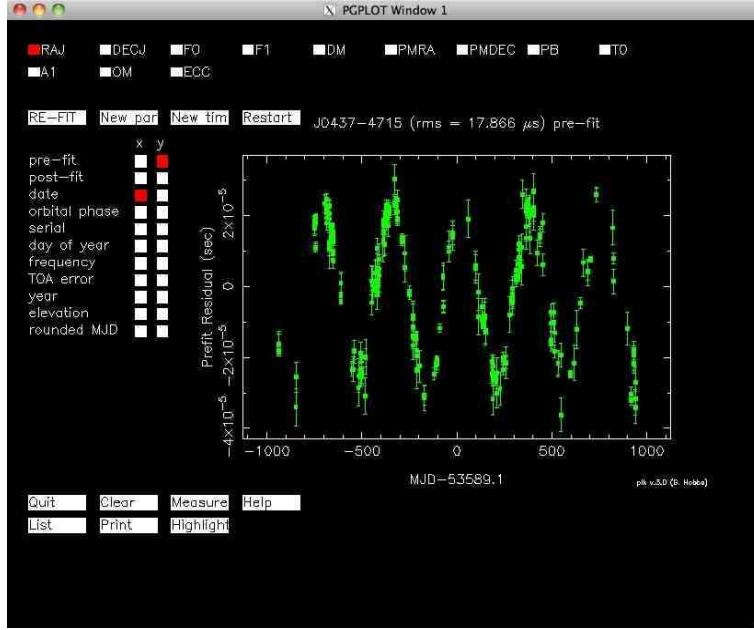 X PGPLOT Window 1
RAJ DECJ F0 F1 DM PMRA PMDEC PB T0
A1 OM ECC
RE-FIT New par New tim Restart
J0437-4715 (rms = 17.866 μs) pre-fit
x y
pre-fit
post-fit
date
orbital phase
serial
day of year
frequency
TOA error
year
elevation
rounded MJD
Prefit Residual (sec)
2×10⁻⁵
0
−2×10⁻⁵
−4×10⁻⁵
−1000 −500 0 500 1000
MJD-53589.1
plk v.3.0 (G. Hobbs)
Quit Clear Measure Help
List Print Highlight